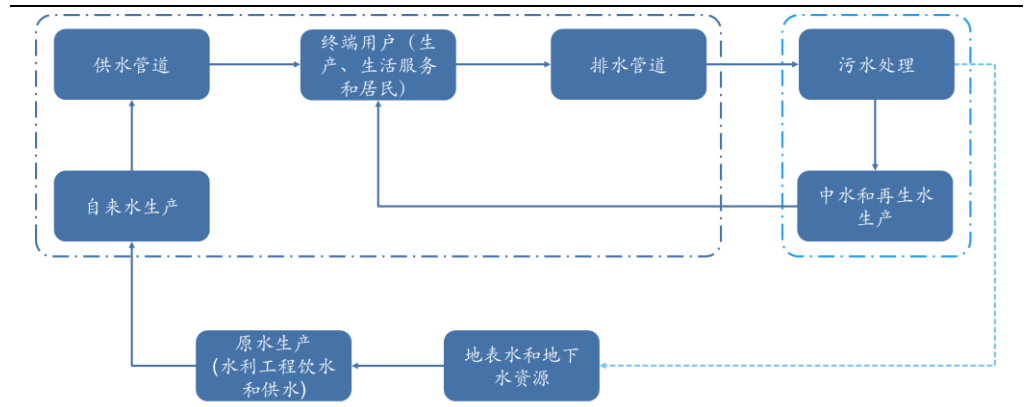 供水管道
终端用户（生
产、生活服务
和居民）
排水管道
污水处理
自来水生产
中水和再生水
生产
原水生产
(水利工程饮水
和供水)
地表水和地下
水资源